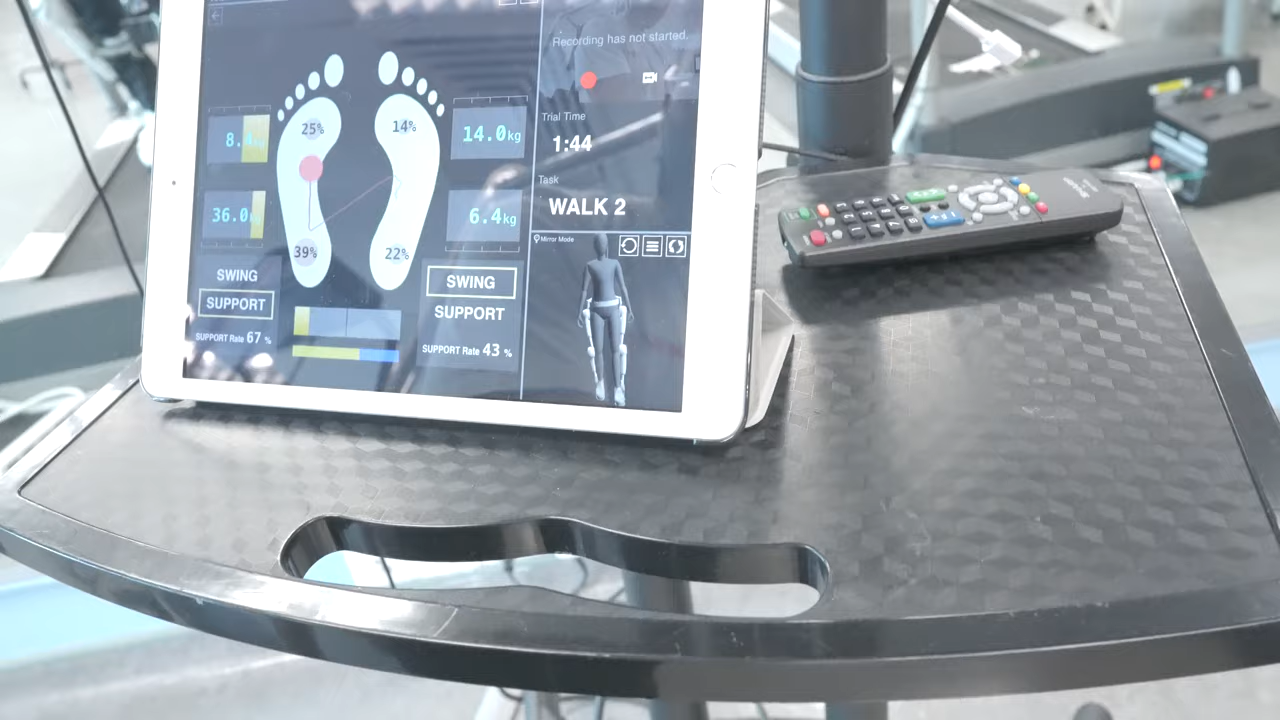 Recording has not started.
Trial Time
1:44
Task
WALK 2
Mirror Mode
25%
14%
39%
22%
14.0kg
36.0
6.4kg
SWING
SUPPORT
SUPPORT Rate 67 %
SWING
SUPPORT
SUPPORT Rate 43 %